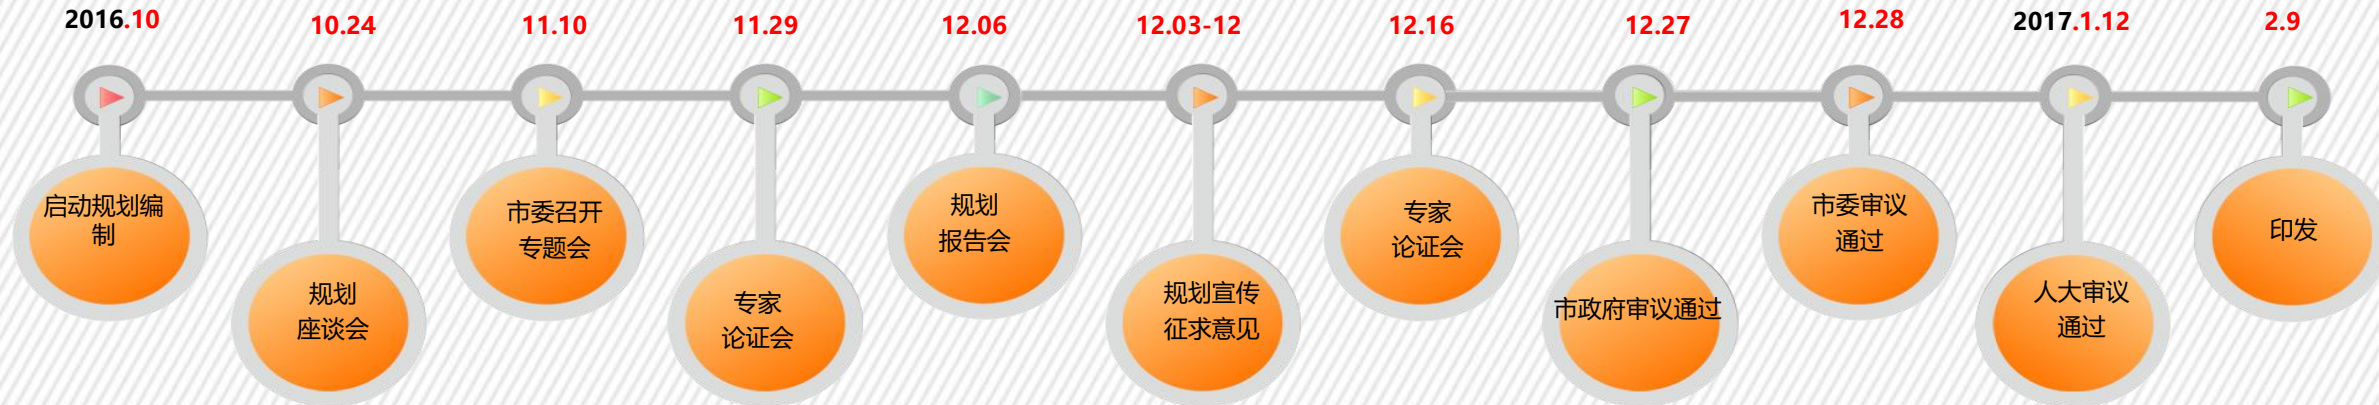 2016.10
10.24
11.10
11.29
12.06
12.03-12
12.16
12.27
12.28
2017.1.12
2.9
启动规划编
制
规划
座谈会
市委召开
专题会
专家
论证会
规划
报告会
规划宣传
征求意见
专家
论证会
市政府审议通过
市委审议
通过
人大审议
通过
印发